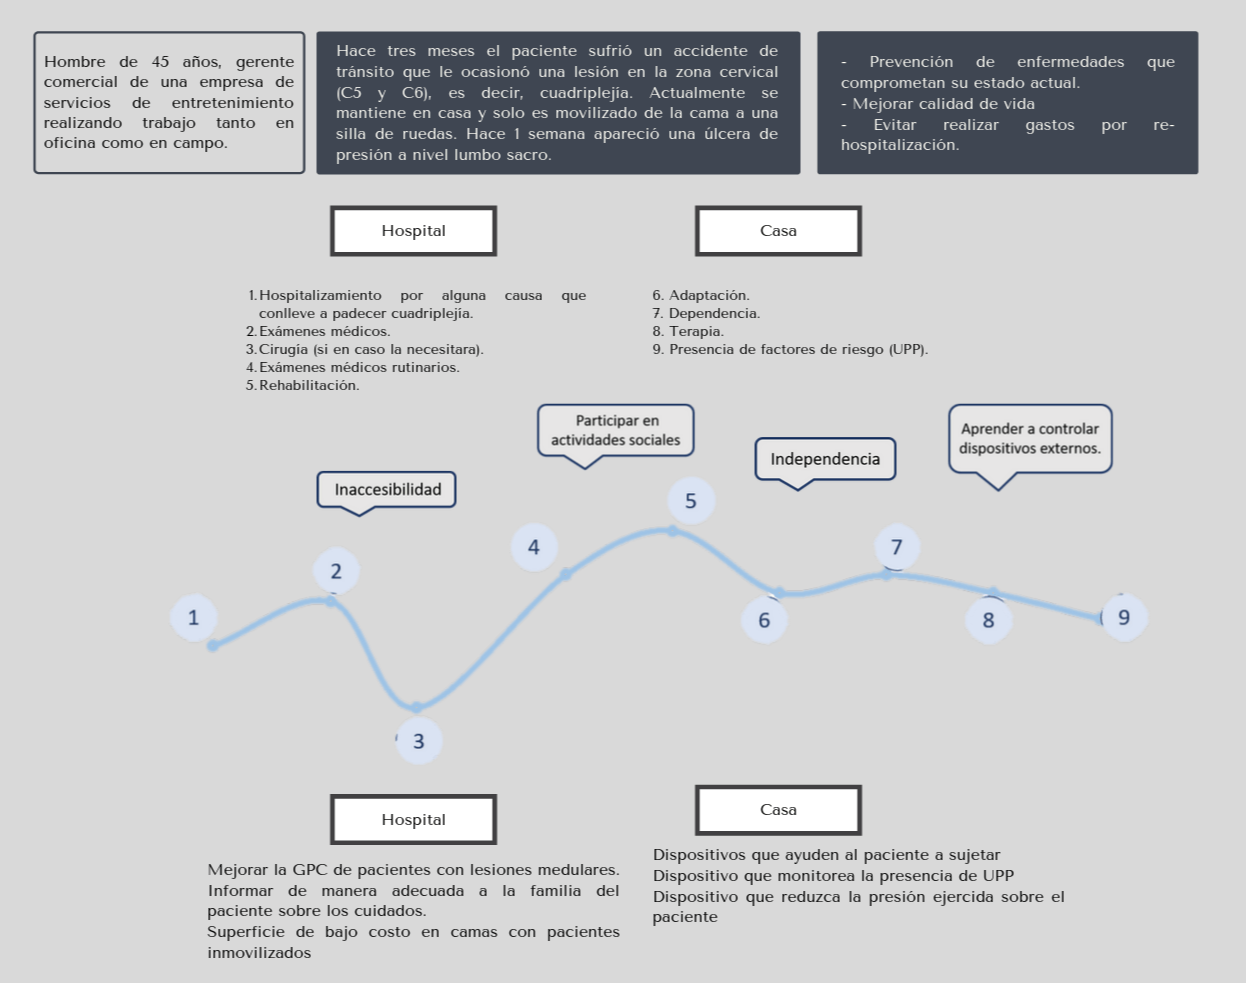 Hombre de 45 años, gerente
comercial de una empresa de
servicios de entretenimiento
realizando trabajo tanto en
oficina como en campo.
Hace tres meses el paciente sufrió un accidente de
tránsito que le ocasionó una lesión en la zona cervical
(C5 y C6), es decir, cuadriplejía. Actualmente se
mantiene en casa y solo es movilizado de la cama a una
silla de ruedas. Hace 1 semana apareció una úlcera de
presión a nivel lumbo sacro.
- Prevención de enfermedades que
comprometan su estado actual.
- Mejorar calidad de vida
- Evitar realizar gastos por re-
hospitalización.
Hospital
1. Hospitalizamiento por alguna causa que
conlleve a padecer cuadriplejía.
2. Exámenes médicos.
3. Cirugía (si en caso la necesitara).
4. Exámenes médicos rutinarios.
5. Rehabilitación.
Casa
6. Adaptación.
7. Dependencia.
8. Terapia.
9. Presencia de factores de riesgo (UPP).
Inaccesibilidad
Participar en
actividades sociales
Independencia
Aprender a controlar
dispositivos externos.
1
2
3
4
5
6
7
8
9
Hospital
Mejorar la GPC de pacientes con lesiones medulares.
Informar de manera adecuada a la familia del
paciente sobre los cuidados.
Superficie de bajo costo en camas con pacientes
inmovilizados
Casa
Dispositivos que ayuden al paciente a sujetar
Dispositivo que monitorea la presencia de UPP
Dispositivo que reduzca la presión ejercida sobre el
paciente